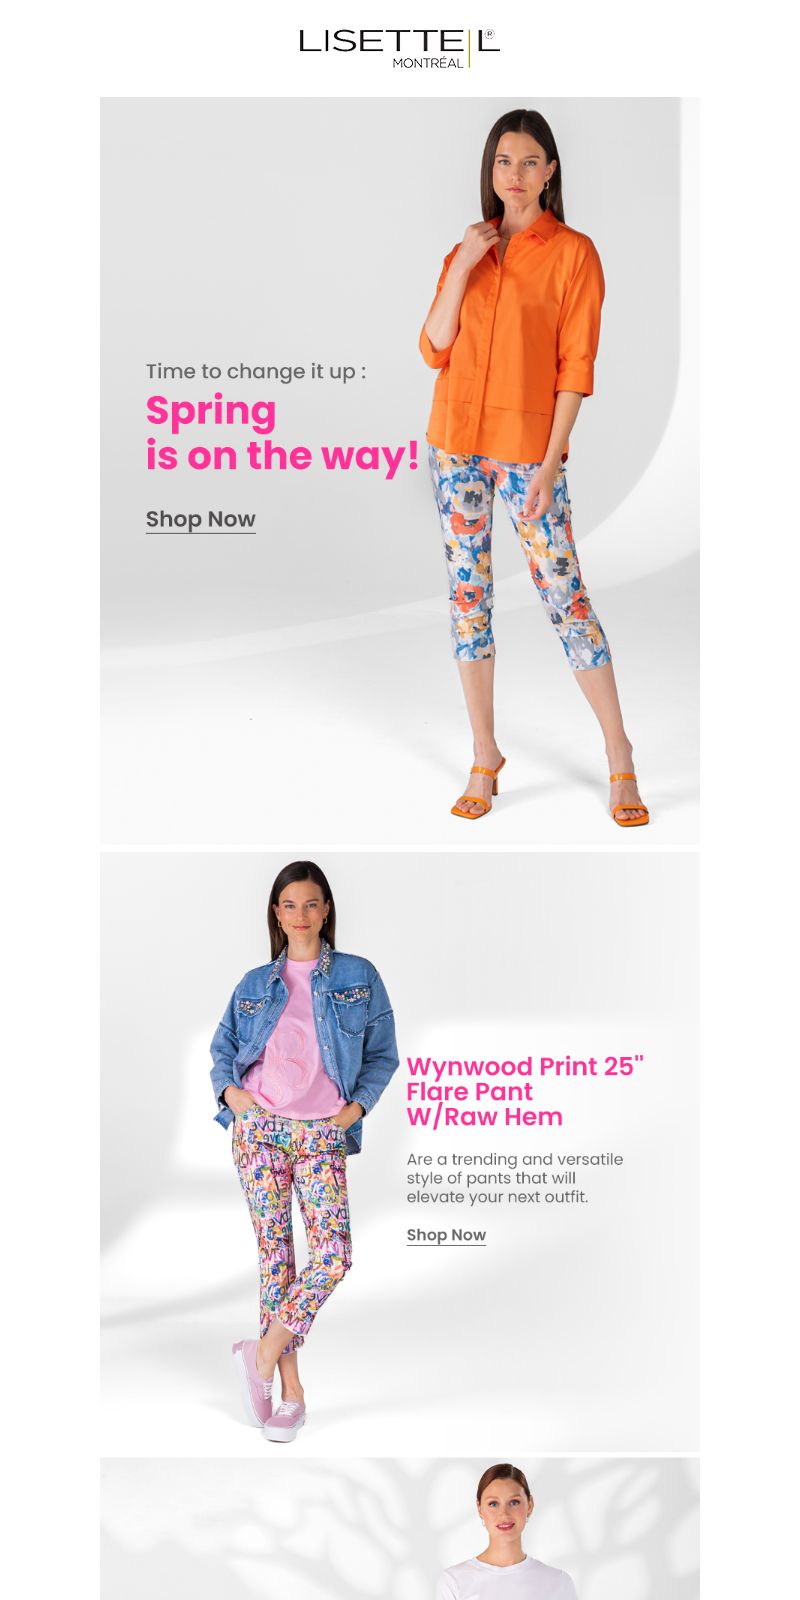 LISETTE L®
MONTRÉAL
Time to change it up :
Spring
is on the way!
Shop Now
Wynwood Print 25"
Flare Pant
W/Raw Hem
Are a trending and versatile
style of pants that will
elevate your next outfit.
Shop Now